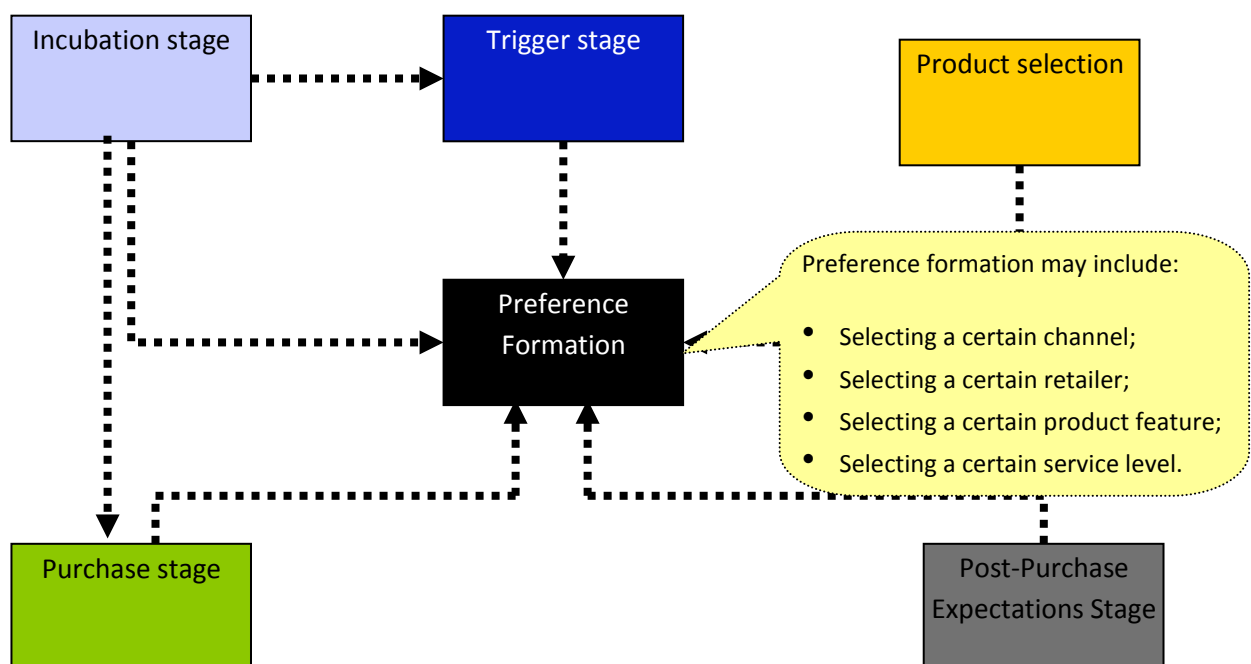 Incubation stage
Trigger stage
Product selection
Preference formation may include:
• Selecting a certain channel;
• Selecting a certain retailer;
• Selecting a certain product feature;
• Selecting a certain service level.
Preference
Formation
Purchase stage
Post-Purchase
Expectations Stage